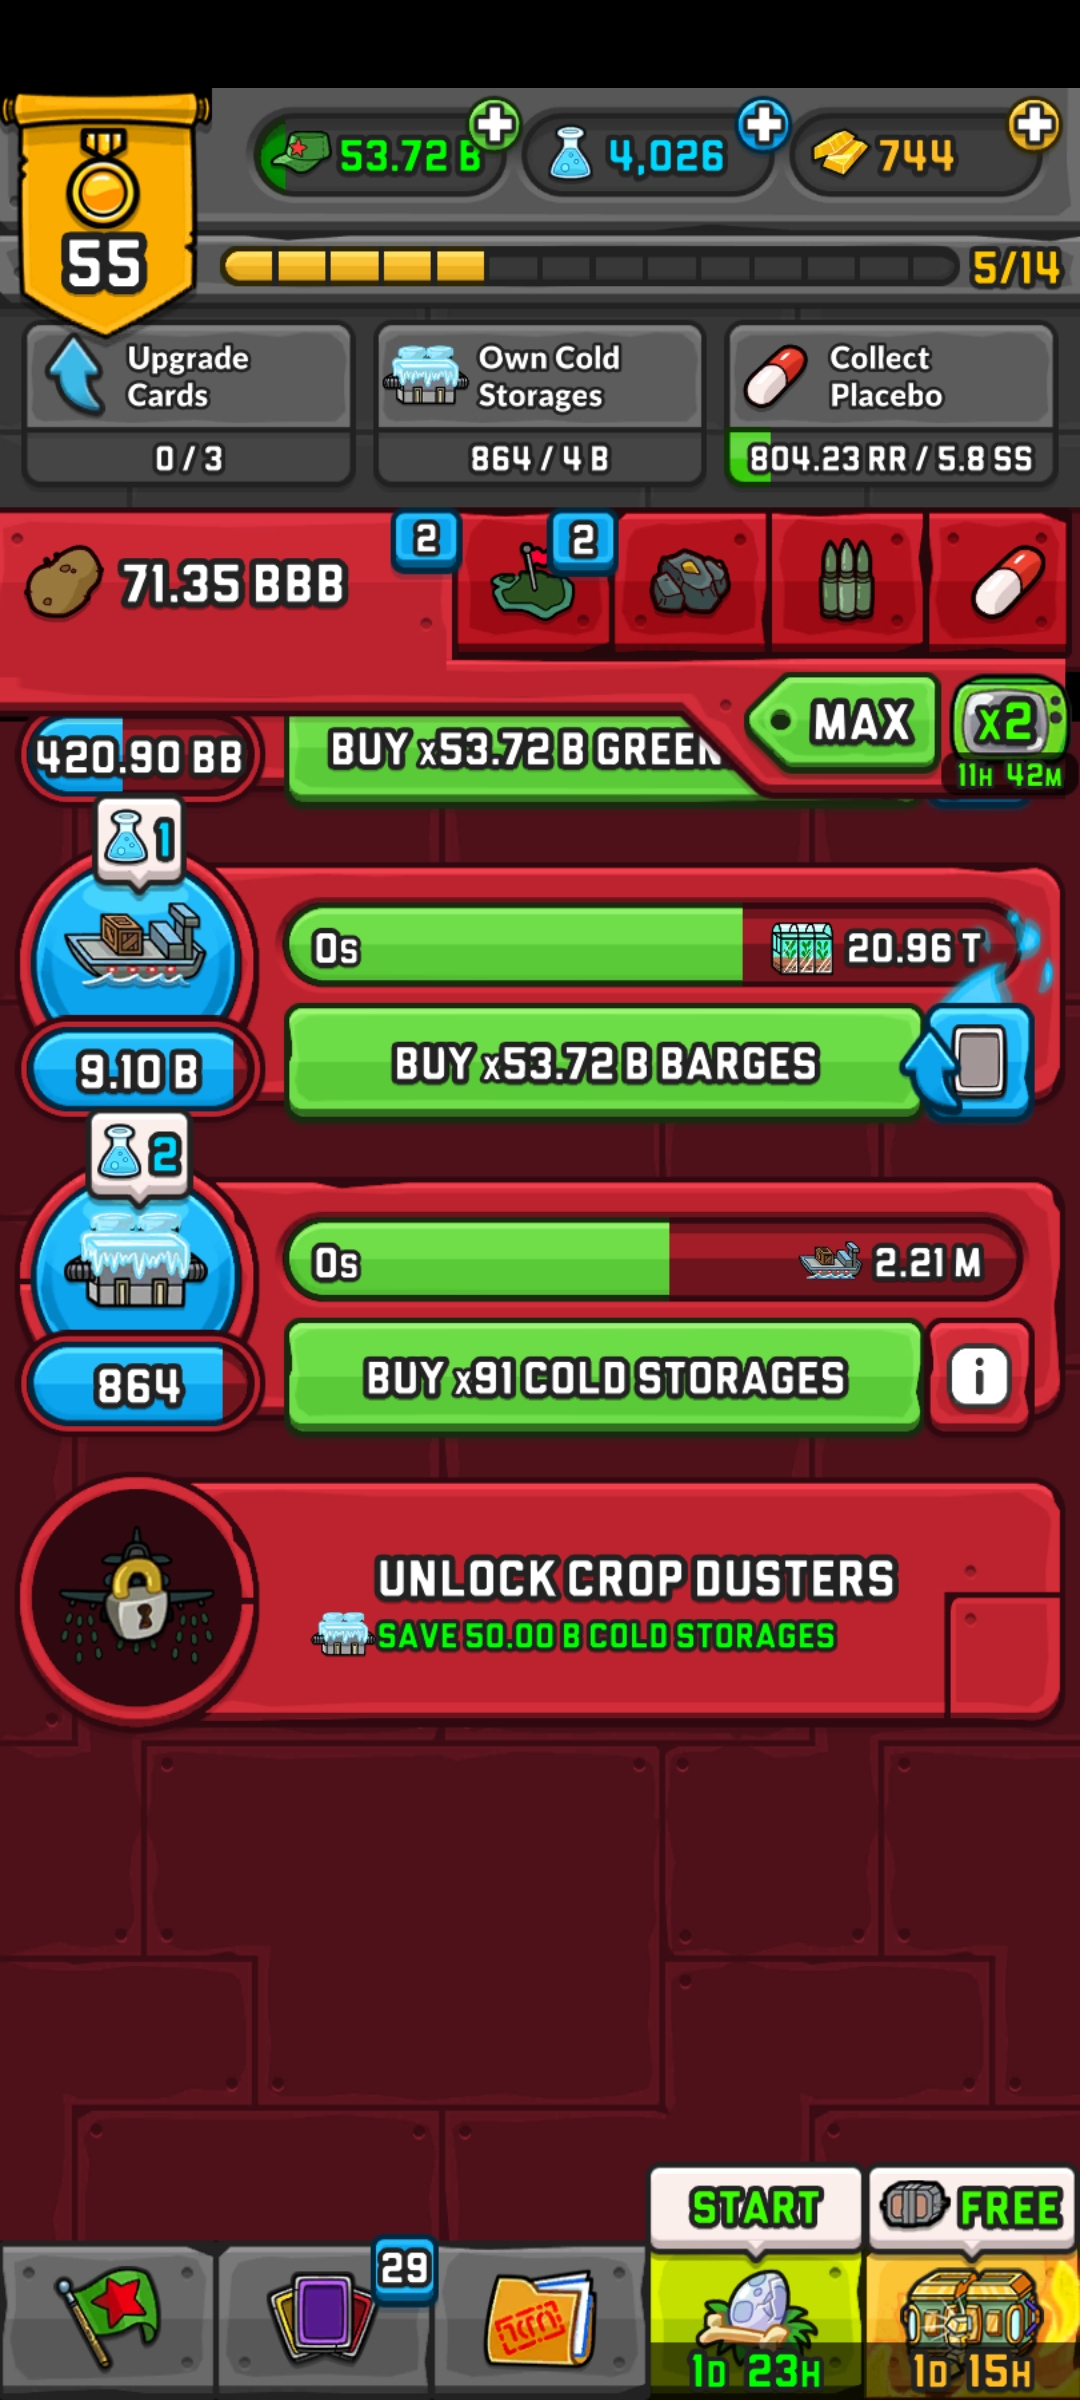 53.72 B
4,026
744
55
5/14
Upgrade
Cards
0 / 3
Own Cold
Storages
864 / 4 B
Collect
Placebo
804.23 RR / 5.8 SS
71.35 BBB
2
2
MAX
x2
11H 42M
420.90 BB
BUY x53.72 B GREEN
1
0s
20.96 T
9.10 B
BUY x53.72 B BARGES
2
0s
2.21 M
864
BUY x91 COLD STORAGES
i
UNLOCK CROP DUSTERS
SAVE 50.00 B COLD STORAGES
START
FREE
29
1D 23H
1D 15H